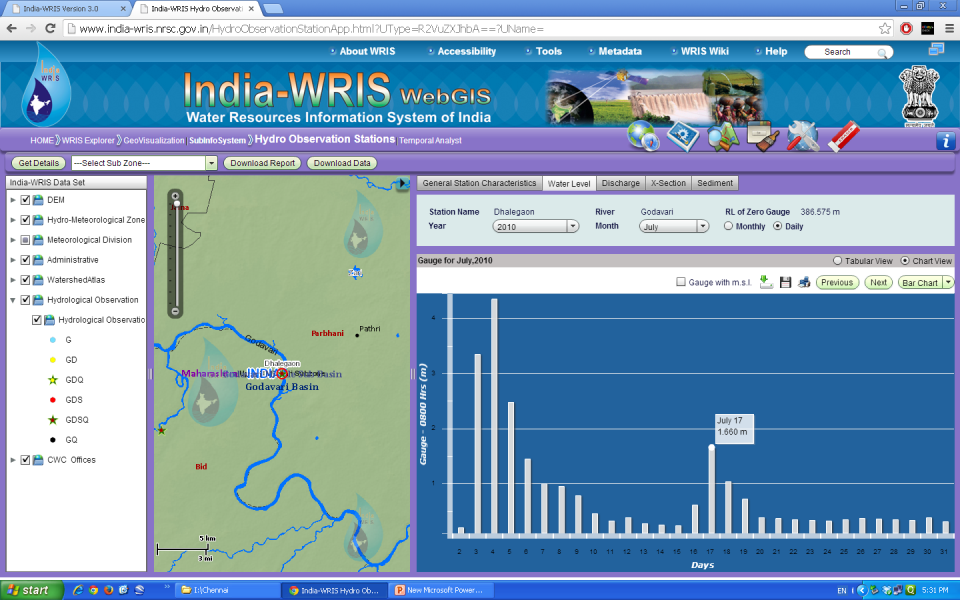 India-WRIS Version 3.0
India-WRIS Hydro Observat
www.india-wris.nrsc.gov.in/HydroObservationStationApp.html?UType=R2VuZXJhbA==?UName=
About WRIS Accessibility Tools Metadata WRIS Wiki Help Search
India-WRIS WebGIS
Water Resources Information System of India
HOME WRIS Explorer GeoVisualization SubInfoSystem Hydro Observation Stations Temporal Analyst
Get Details ---Select Sub Zone--- Download Report Download Data
India-WRIS Data Set
DEM
Hydro-Meteorological Zone
Meteorological Division
Administrative
WatershedAtlas
Hydrological Observation
Hydrological Observatio
G
GD
GDQ
GDS
GDSQ
GQ
CWC Offices
Parbhani
Pathri
Godavari
Dhalegaon
Godavari Basin
Bid
5 km
3 mi
General Station Characteristics Water Level Discharge X-Section Sediment
Station Name Dhalegaon River Godavari RL of Zero Gauge 386.575 m
Year 2010 Month July Monthly Daily
Gauge for July,2010 Tabular View Chart View
Gauge with m.s.l. Previous Next Bar Chart
Gauge - 0800 Hrs (m)
4
3
2
1
July 17
1.660 m
2 3 4 5 6 7 8 9 10 11 12 13 14 15 16 17 18 19 20 21 22 23 24 25 26 27 28 29 30 31
Days
start I:\Chennai India-WRIS Hydro Ob... New Microsoft Power... EN 5:31 PM